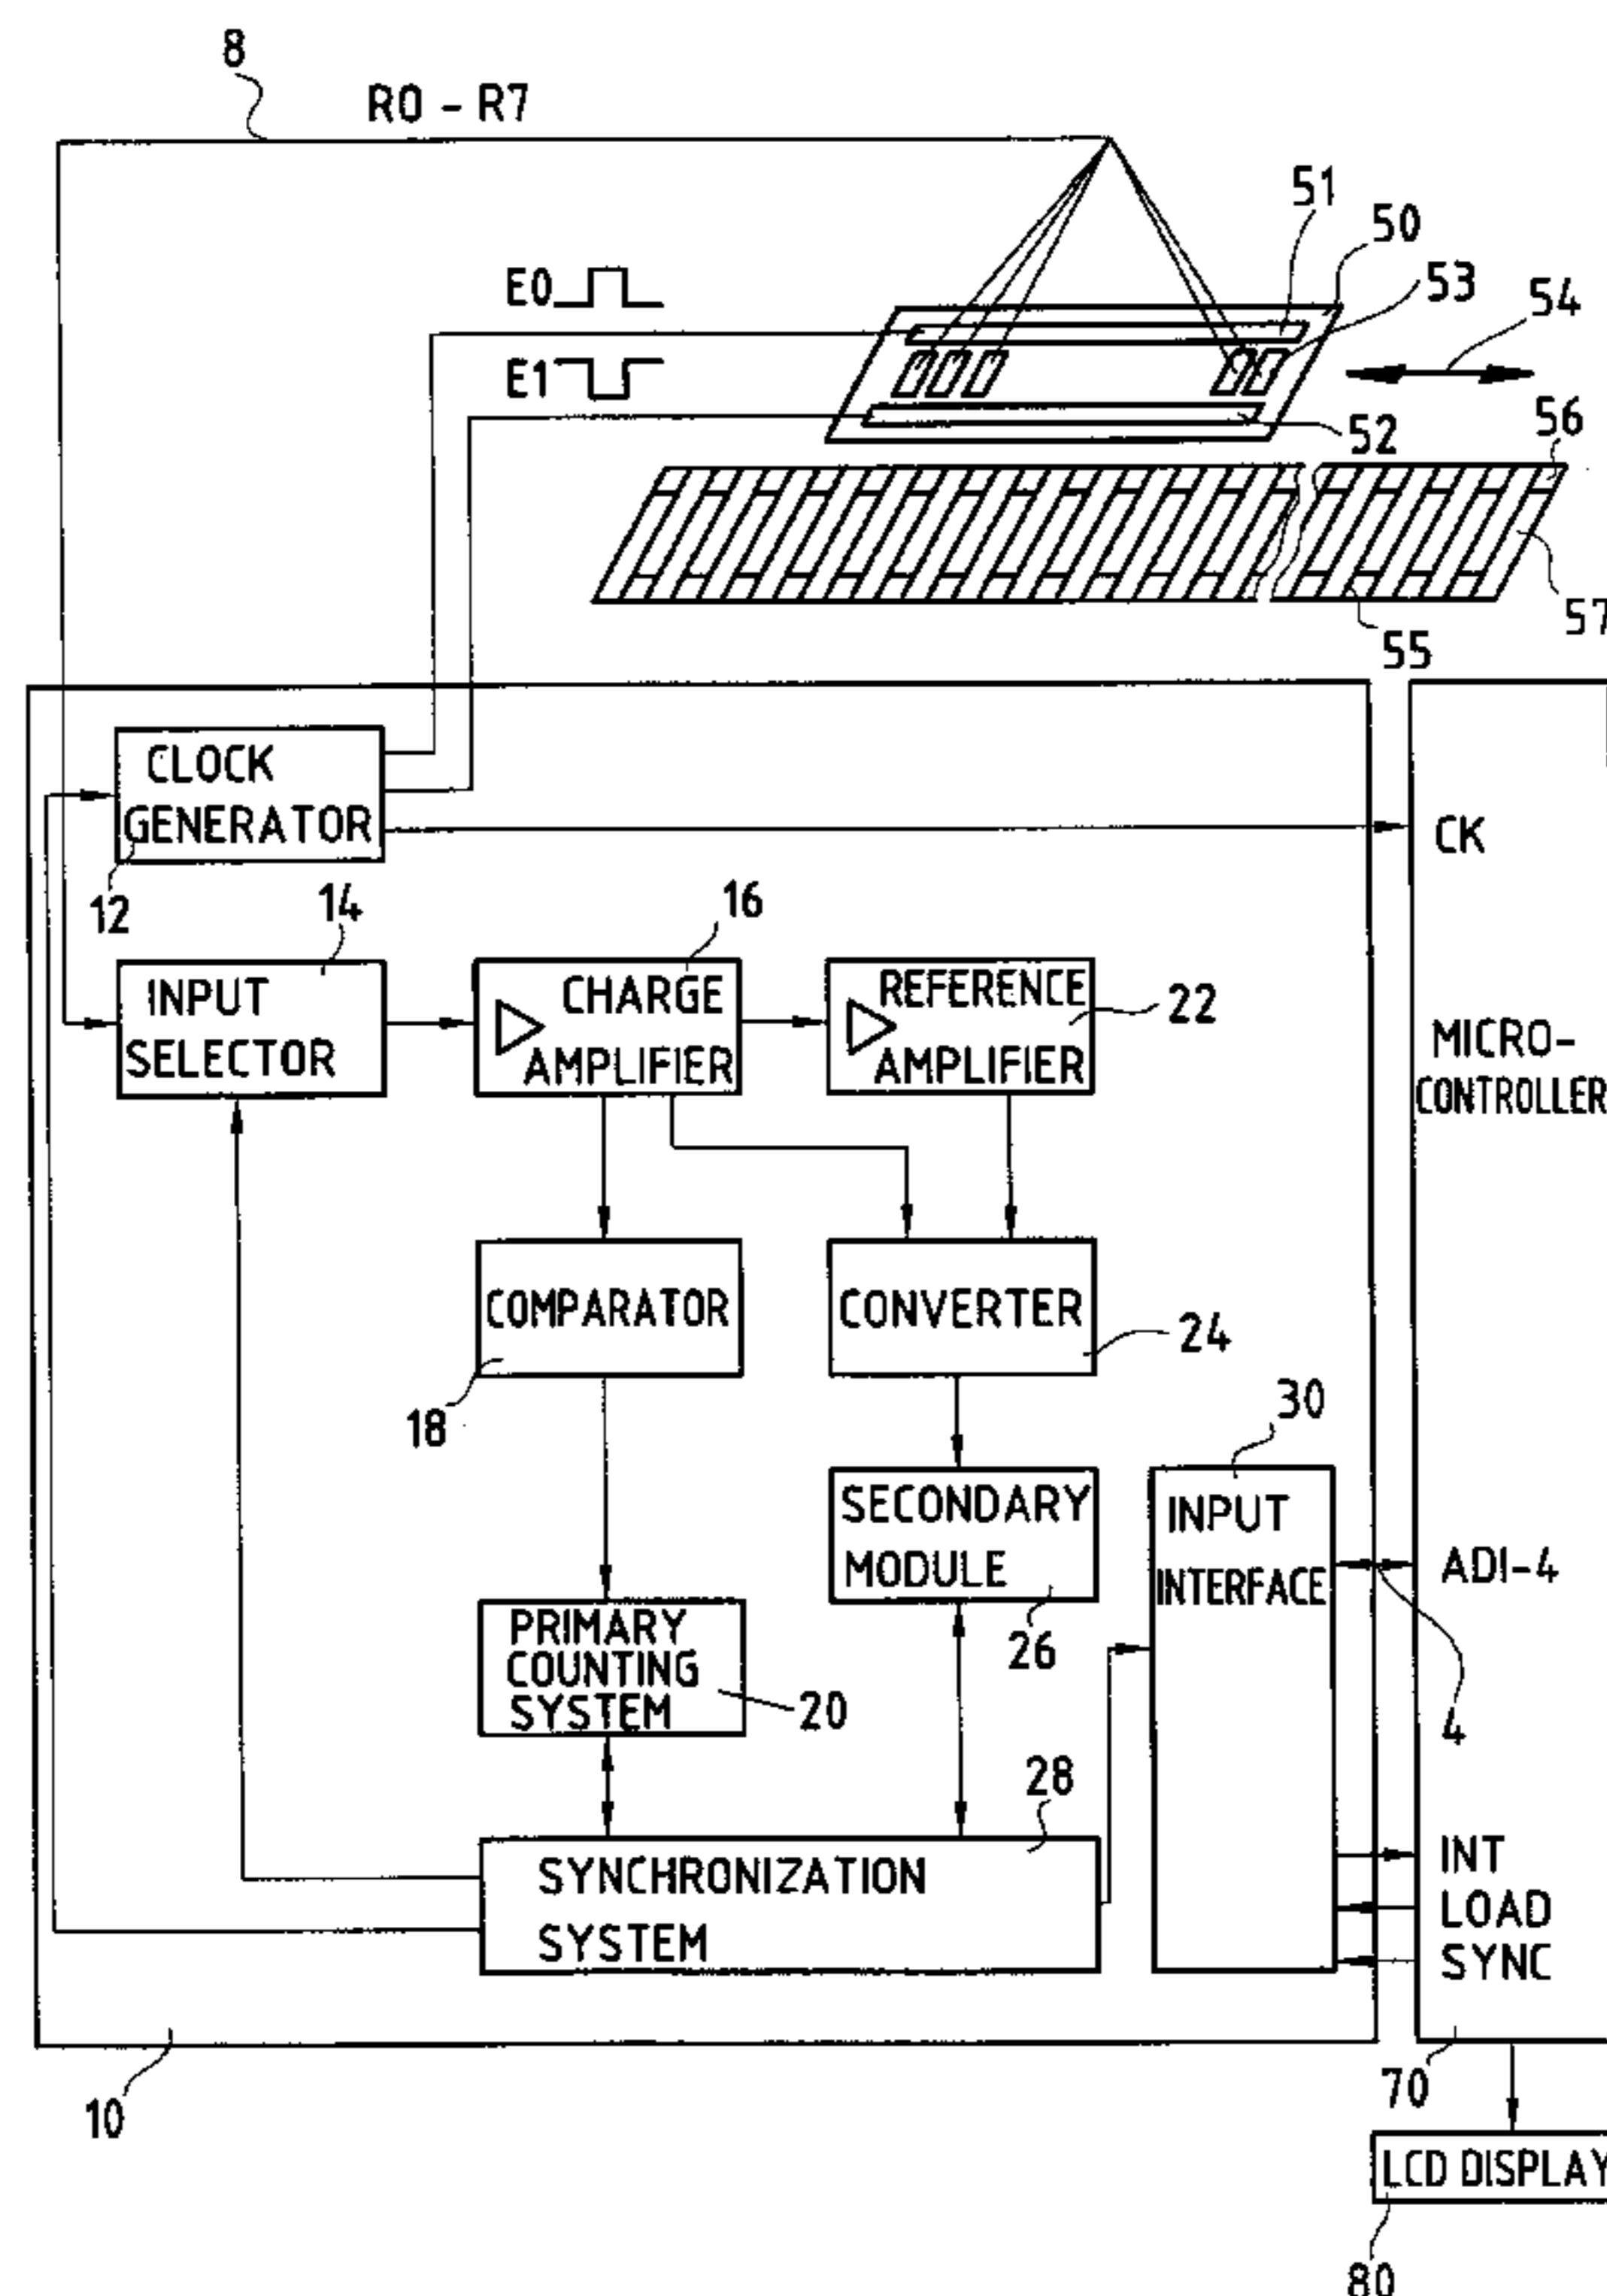 8
R0 - R7
51
50
53
54
E0
E1
52
56
57
55
CLOCK
GENERATOR
12
CK
14
16
INPUT
SELECTOR
CHARGE
AMPLIFIER
REFERENCE
AMPLIFIER
22
MICRO-
CONTROLLER
COMPARATOR
18
CONVERTER
24
30
SECONDARY
MODULE
26
INPUT
INTERFACE
ADI-4
4
PRIMARY
COUNTING
SYSTEM
20
28
SYNCHRONIZATION
SYSTEM
INT
LOAD
SYNC
10
70
LCD DISPLAY
80